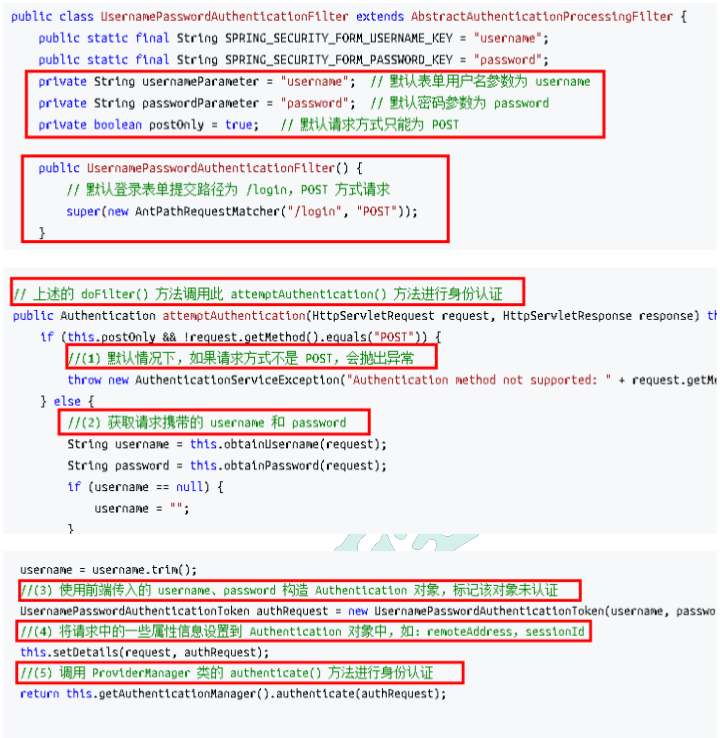 public class UsernamePasswordAuthenticationFilter extends AbstractAuthenticationProcessingFilter {
public static final String SPRING_SECURITY_FORM_USERNAME_KEY = "username";
public static final String SPRING_SECURITY_FORM_PASSWORD_KEY = "password";
private String usernameParameter = "username"; // 默认表单用户名参数为 username
private String passwordParameter = "password"; // 默认密码参数为 password
private boolean postOnly = true; // 默认请求方式只能为 POST
public UsernamePasswordAuthenticationFilter() {
// 默认登录表单提交路径为 /login，POST 方式请求
super(new AntPathRequestMatcher("/login", "POST"));
}
// 上述的 doFilter() 方法调用此 attemptAuthentication() 方法进行身份认证
public Authentication attemptAuthentication(HttpServletRequest request, HttpServletResponse response) th
if (this.postOnly && !request.getMethod().equals("POST")) {
//(1) 默认情况下，如果请求方式不是 POST，会抛出异常
throw new AuthenticationServiceException("Authentication method not supported: " + request.getMe
} else {
//(2) 获取请求携带的 username 和 password
String username = this.obtainUsername(request);
String password = this.obtainPassword(request);
if (username == null) {
username = "";
}
username = username.trim();
//(3) 使用前端传入的 username、password 构造 Authentication 对象，标记该对象未认证
UsernamePasswordAuthenticationToken authRequest = new UsernamePasswordAuthenticationToken(username, passwo
//(4) 将请求中的一些属性信息设置到 Authentication 对象中，如：remoteAddress，sessionId
this.setDetails(request, authRequest);
//(5) 调用 ProviderManager 类的 authenticate() 方法进行身份认证
return this.getAuthenticationManager().authenticate(authRequest);